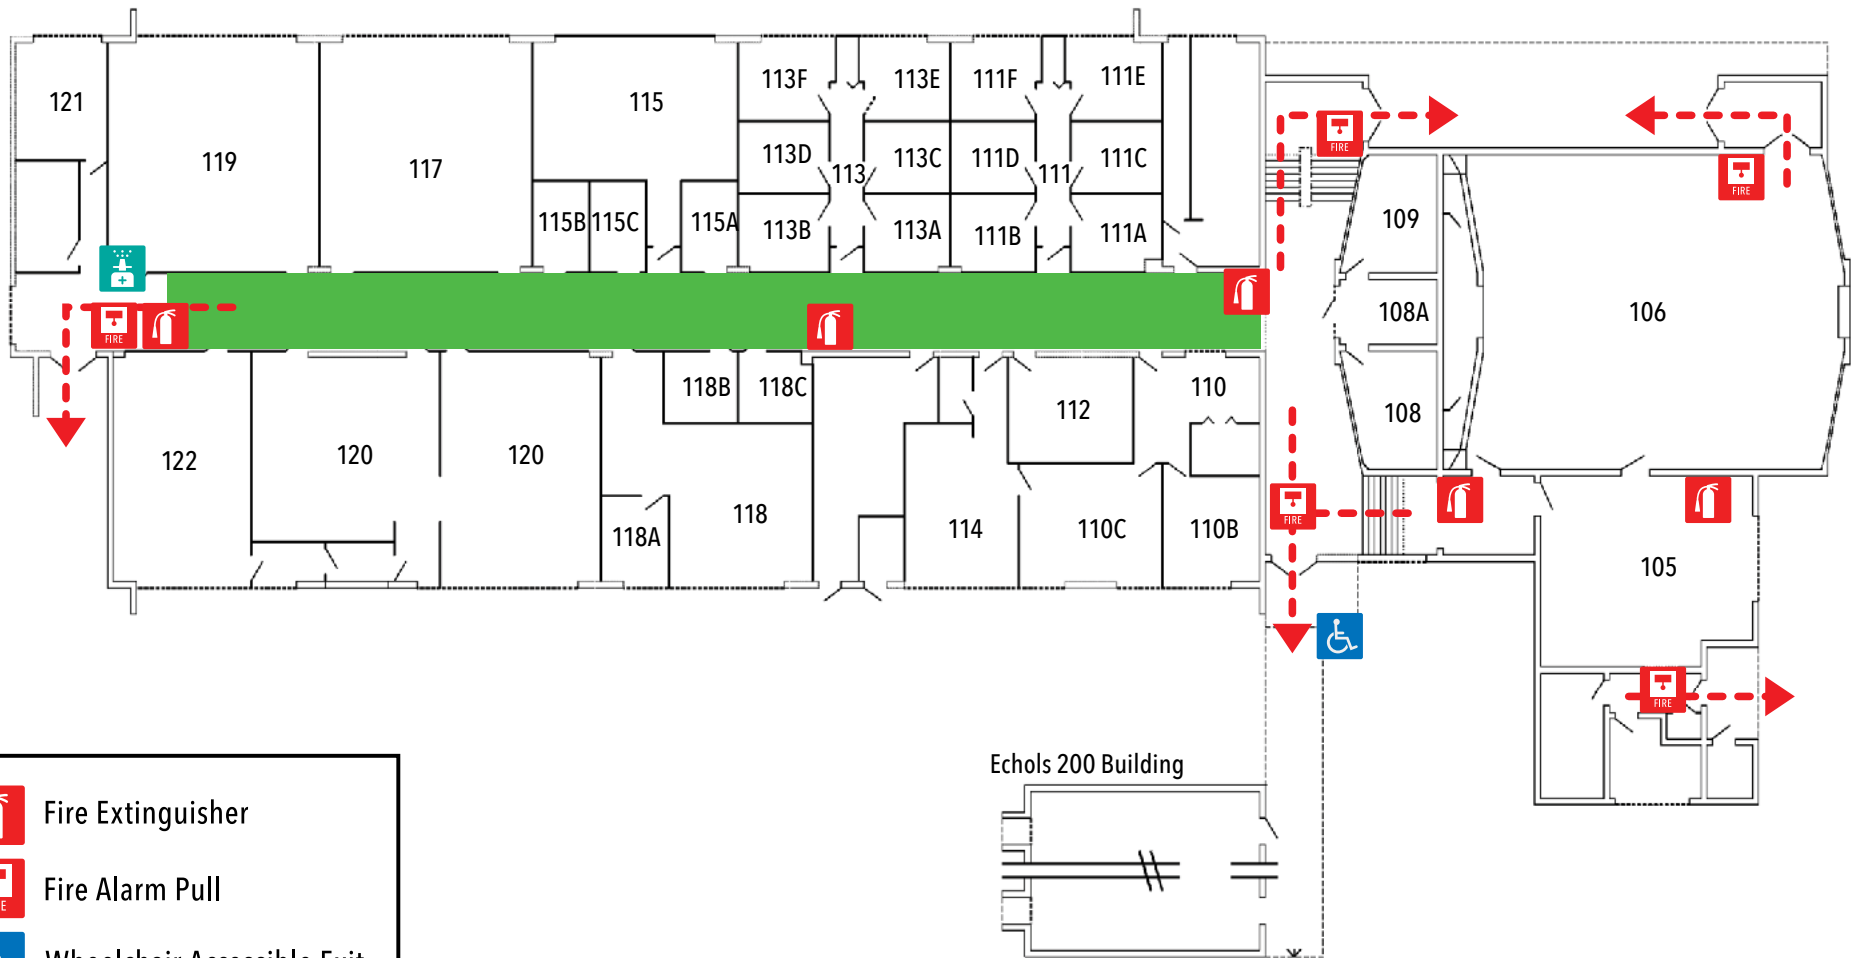 121
119
117
115
115B
115C
115A
113F
113E
113D
113
113C
113B
113A
111F
111E
111D
111
111C
111B
111A
FIRE
FIRE
109
108A
108
106
FIRE
122
120
120
118B
118C
118A
118
114
112
110
110C
110B
FIRE
105
FIRE
Echols 200 Building
Fire Extinguisher
Fire Alarm Pull